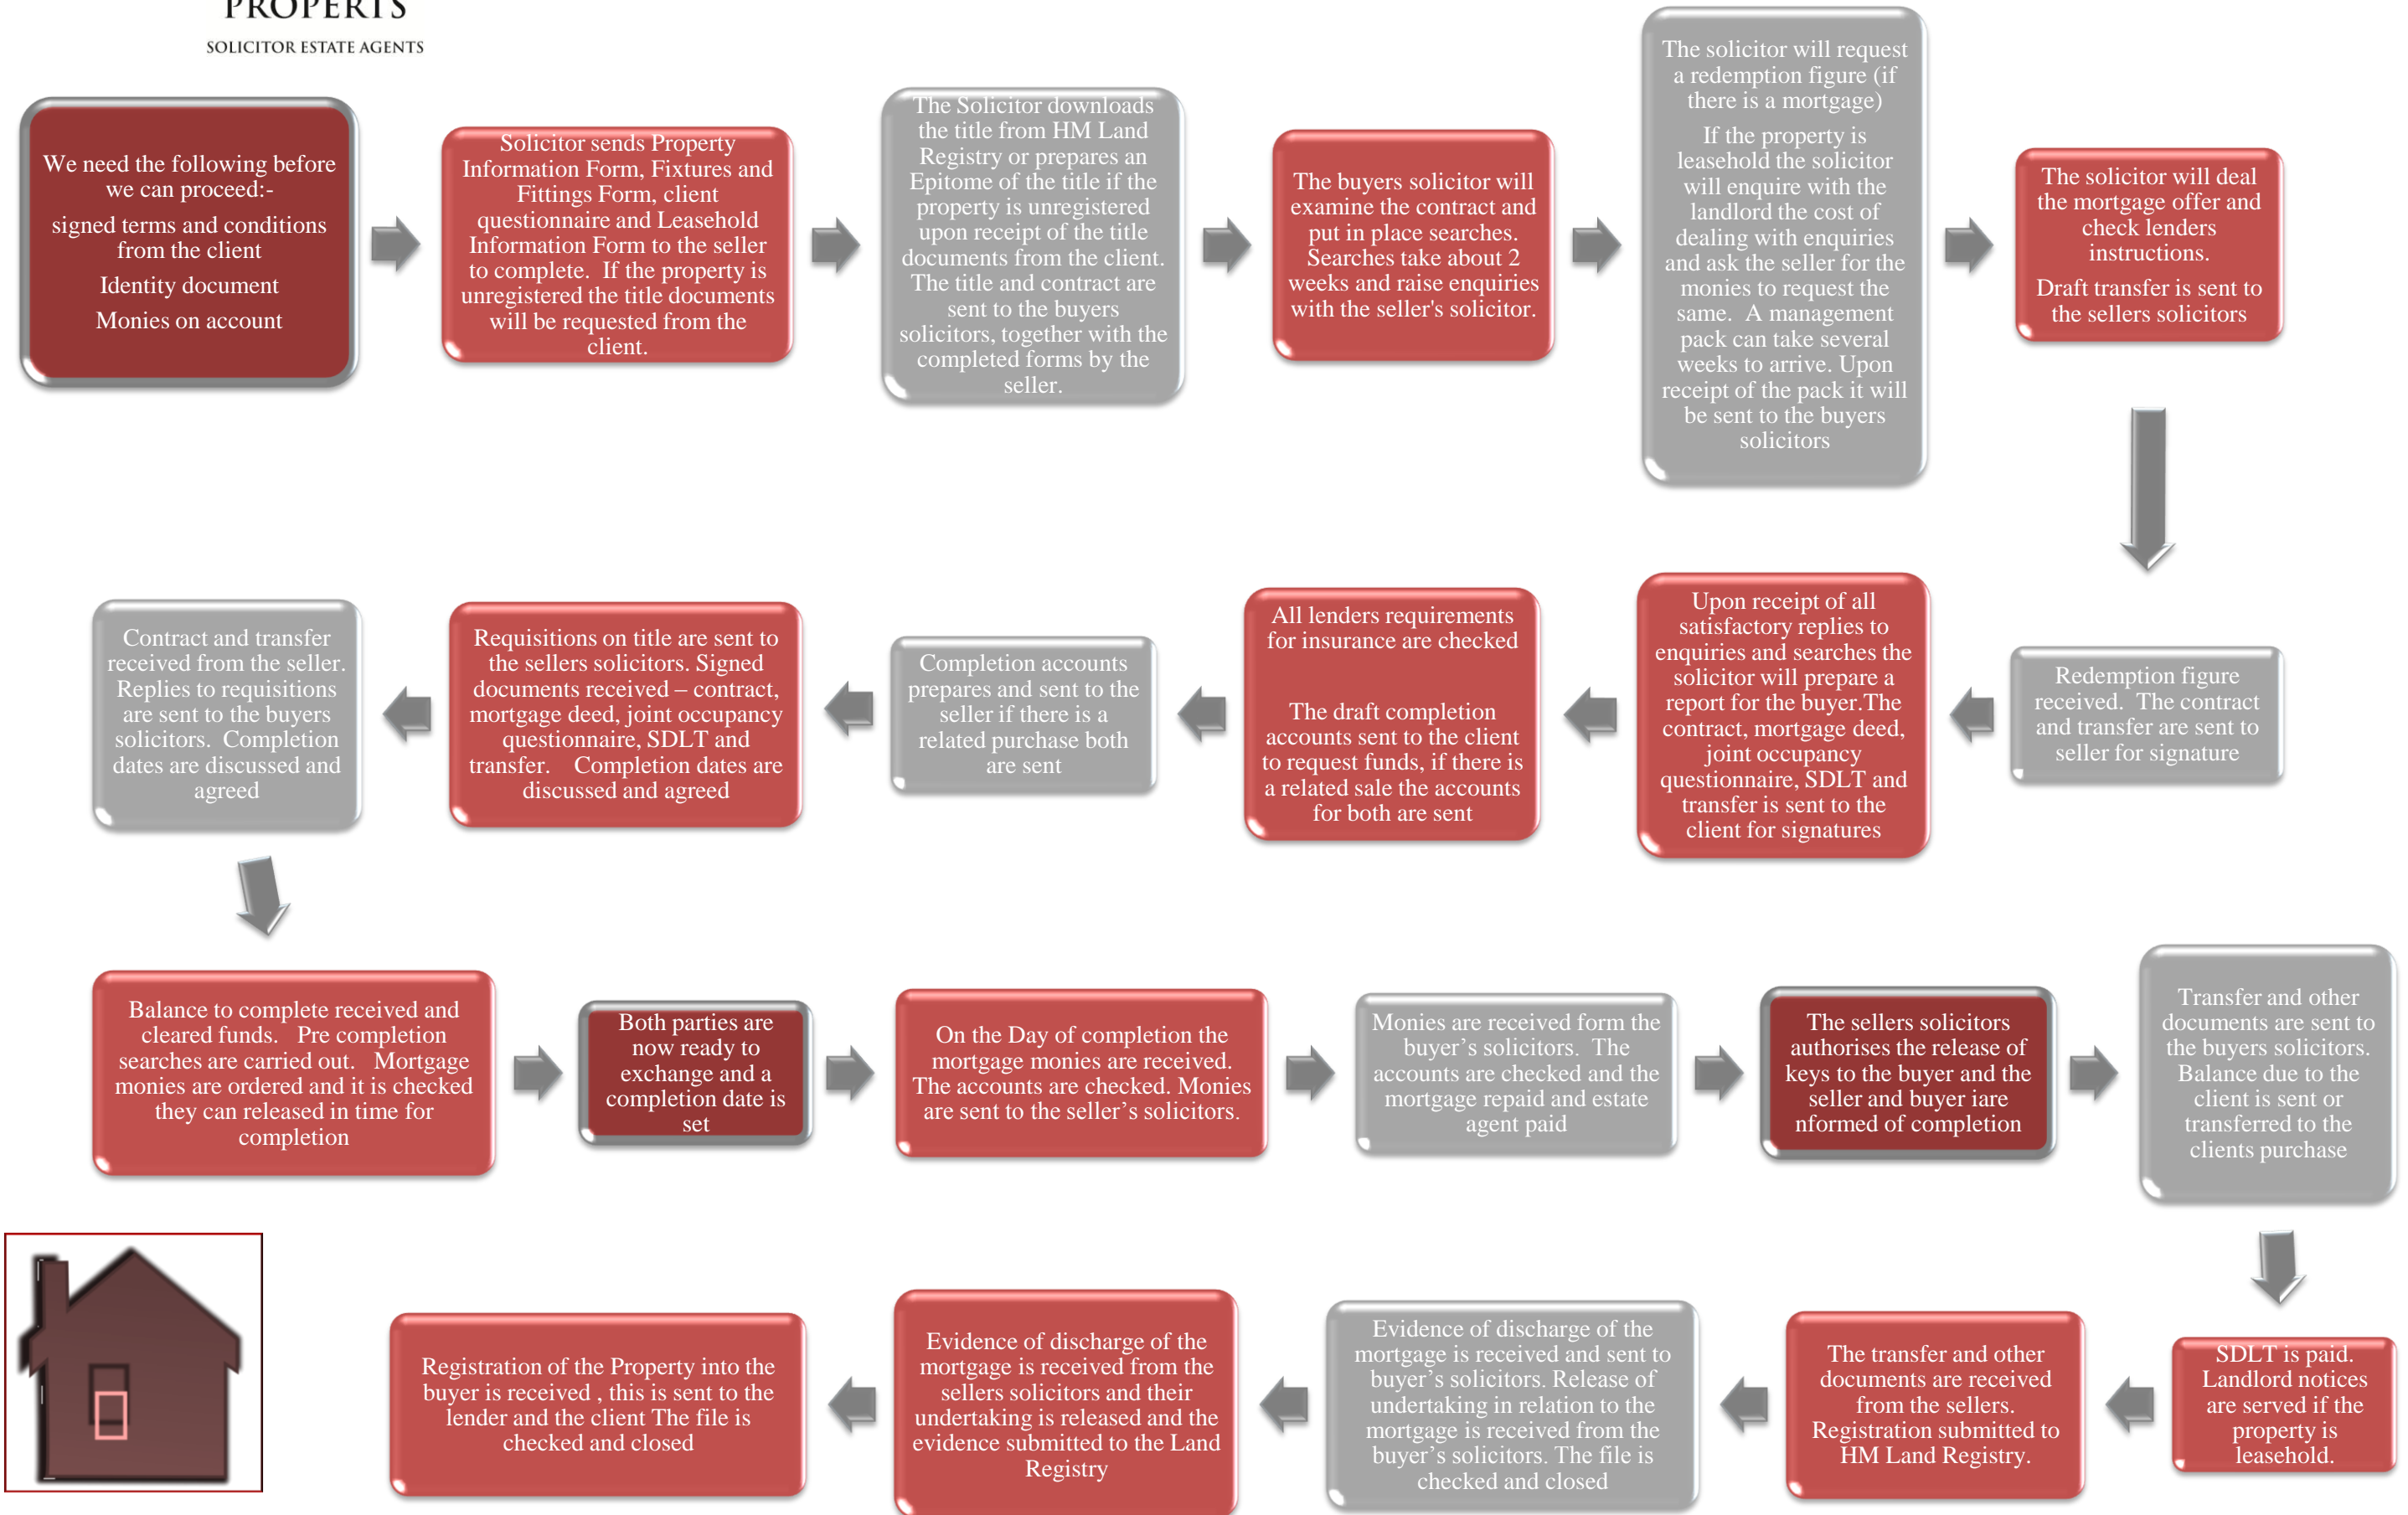 PROPERTS
SOLICITOR ESTATE AGENTS
We need the following before
we can proceed:-
signed terms and conditions
from the client
Identity document
Monies on account
Solicitor sends Property
Information Form, Fixtures and
Fittings Form, client
questionnaire and Leasehold
Information Form to the seller
to complete. If the property is
unregistered the title documents
will be requested from the
client.
The Solicitor downloads
the title from HM Land
Registry or prepares an
Epitome of the title if the
property is unregistered
upon receipt of the title
documents from the client.
The title and contract are
sent to the buyers
solicitors, together with the
completed forms by the
seller.
The buyers solicitor will
examine the contract and
put in place searches.
Searches take about 2
weeks and raise enquiries
with the seller's solicitor.
The solicitor will request
a redemption figure (if
there is a mortgage)
If the property is
leasehold the solicitor
will enquire with the
landlord the cost of
dealing with enquiries
and ask the seller for the
monies to request the
same. A management
pack can take several
weeks to arrive. Upon
receipt of the pack it will
be sent to the buyers
solicitors
The solicitor will deal
the mortgage offer and
check lenders
instructions.
Draft transfer is sent to
the sellers solicitors
Redemption figure
received. The contract
and transfer are sent to
seller for signature
Upon receipt of all
satisfactory replies to
enquiries and searches the
solicitor will prepare a
report for the buyer.The
contract, mortgage deed,
joint occupancy
questionnaire, SDLT and
transfer is sent to the
client for signatures
All lenders requirements
for insurance are checked
The draft completion
accounts sent to the client
to request funds, if there is
a related sale the accounts
for both are sent
Completion accounts
prepares and sent to the
seller if there is a
related purchase both
are sent
Requisitions on title are sent to
the sellers solicitors. Signed
documents received – contract,
mortgage deed, joint occupancy
questionnaire, SDLT and
transfer. Completion dates are
discussed and agreed
Contract and transfer
received from the seller.
Replies to requisitions
are sent to the buyers
solicitors. Completion
dates are discussed and
agreed
Balance to complete received and
cleared funds. Pre completion
searches are carried out. Mortgage
monies are ordered and it is checked
they can released in time for
completion
Both parties are
now ready to
exchange and a
completion date is
set
On the Day of completion the
mortgage monies are received.
The accounts are checked. Monies
are sent to the seller’s solicitors.
Monies are received form the
buyer’s solicitors. The
accounts are checked and the
mortgage repaid and estate
agent paid
The sellers solicitors
authorises the release of
keys to the buyer and the
seller and buyer iare
nformed of completion
Transfer and other
documents are sent to
the buyers solicitors.
Balance due to the
client is sent or
transferred to the
clients purchase
SDLT is paid.
Landlord notices
are served if the
property is
leasehold.
The transfer and other
documents are received
from the sellers.
Registration submitted to
HM Land Registry.
Evidence of discharge of the
mortgage is received and sent to
buyer’s solicitors. Release of
undertaking in relation to the
mortgage is received from the
buyer’s solicitors. The file is
checked and closed
Evidence of discharge of the
mortgage is received from the
sellers solicitors and their
undertaking is released and the
evidence submitted to the Land
Registry
Registration of the Property into the
buyer is received , this is sent to the
lender and the client The file is
checked and closed